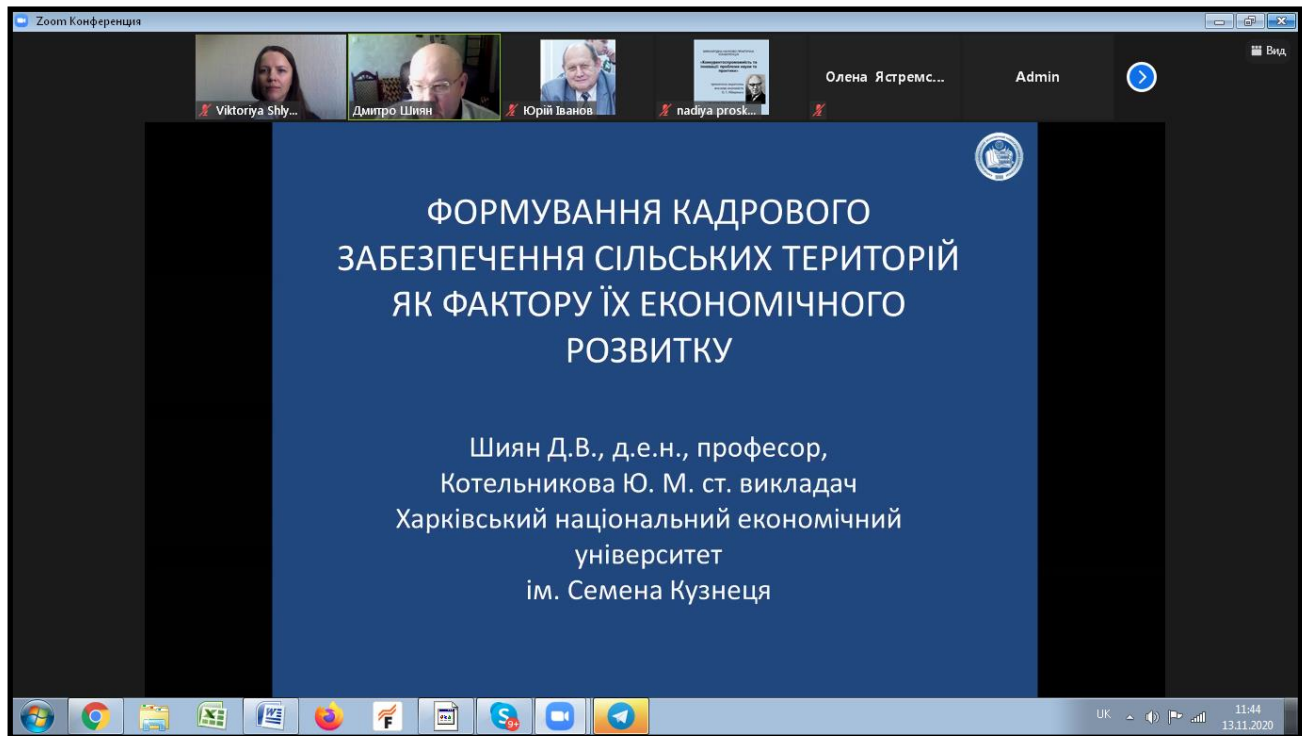 Zoom Конференция
Вид
Viktoriya Shly...
Дмитро Шиян
Юрій Іванов
nadiya prosk...
Олена Ястремс...
Admin
ФОРМУВАННЯ КАДРОВОГО
ЗАБЕЗПЕЧЕННЯ СІЛЬСЬКИХ ТЕРИТОРІЙ
ЯК ФАКТОРУ ЇХ ЕКОНОМІЧНОГО
РОЗВИТКУ
Шиян Д.В., д.е.н., професор,
Котельникова Ю. М. ст. викладач
Харківський національний економічний
університет
ім. Семена Кузнеця
UK
11:44
13.11.2020
9+